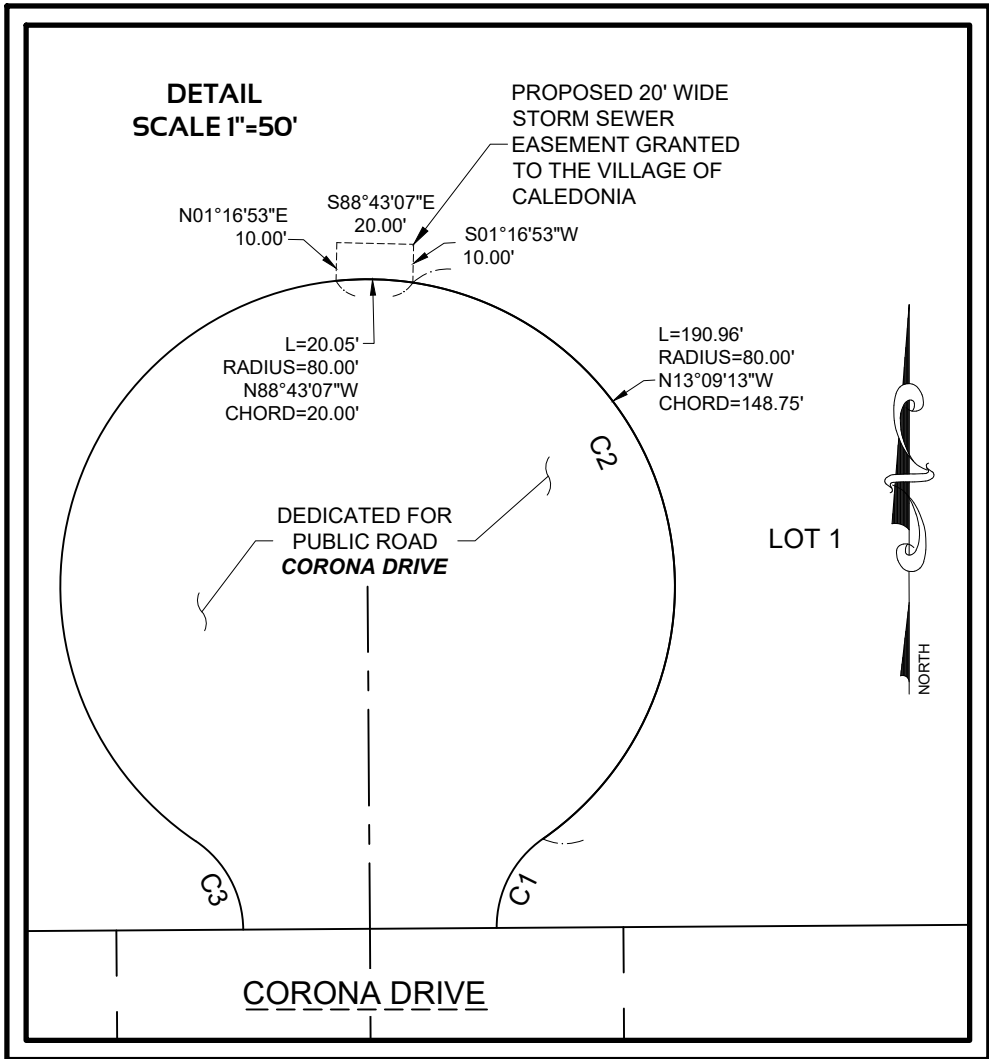 DETAIL
SCALE 1"=50'
PROPOSED 20' WIDE
STORM SEWER
EASEMENT GRANTED
TO THE VILLAGE OF
CALEDONIA
N01°16'53"E
10.00'
S88°43'07"E
20.00'
S01°16'53"W
10.00'
L=20.05'
RADIUS=80.00'
N88°43'07"W
CHORD=20.00'
L=190.96'
RADIUS=80.00'
N13°09'13"W
CHORD=148.75'
C2
DEDICATED FOR
PUBLIC ROAD
CORONA DRIVE
LOT 1
NORTH
C3
C1
CORONA DRIVE